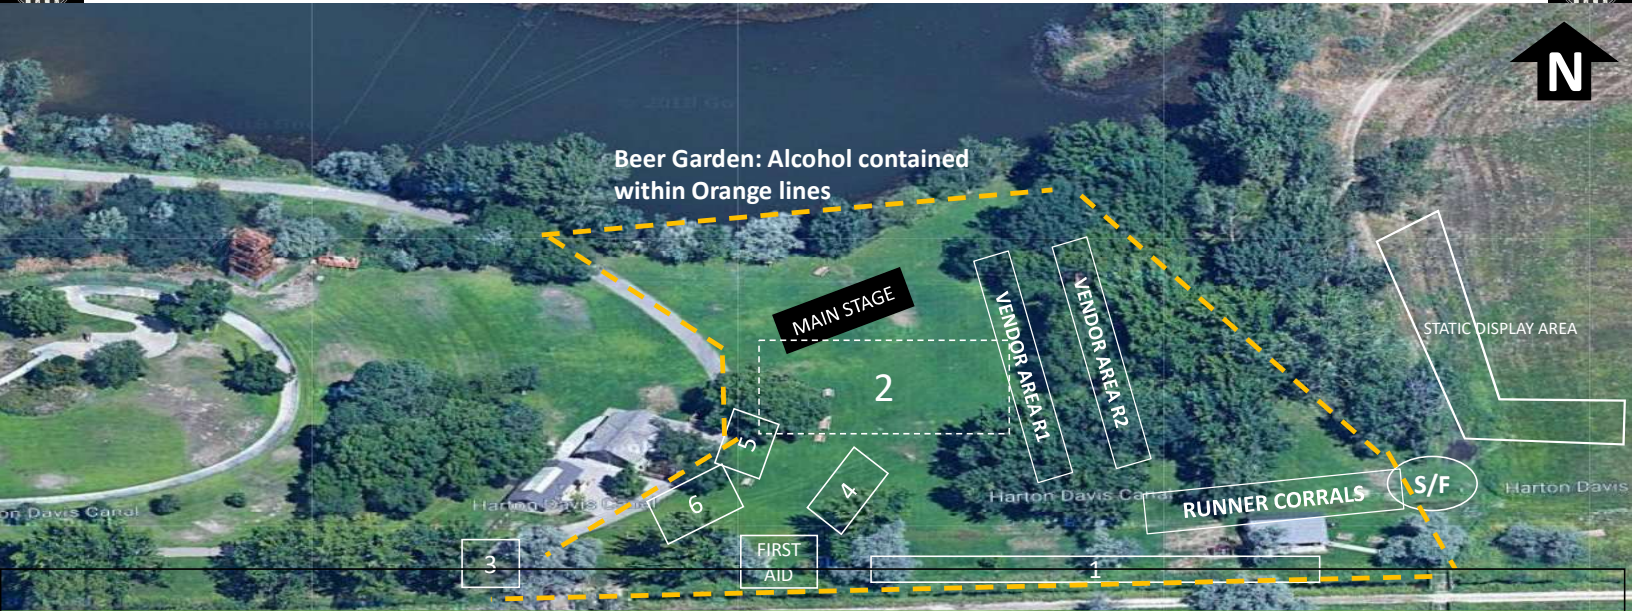 N
Beer Garden: Alcohol contained
within Orange lines
MAIN STAGE
VENDOR AREA R1
VENDOR AREA R2
STATIC DISPLAY AREA
2
5
4
6
S/F
RUNNER CORRALS
Harton Davis Canal
Harton Davis Canal
Harton Davis
on Davis Canal
3
FIRST
AID
1